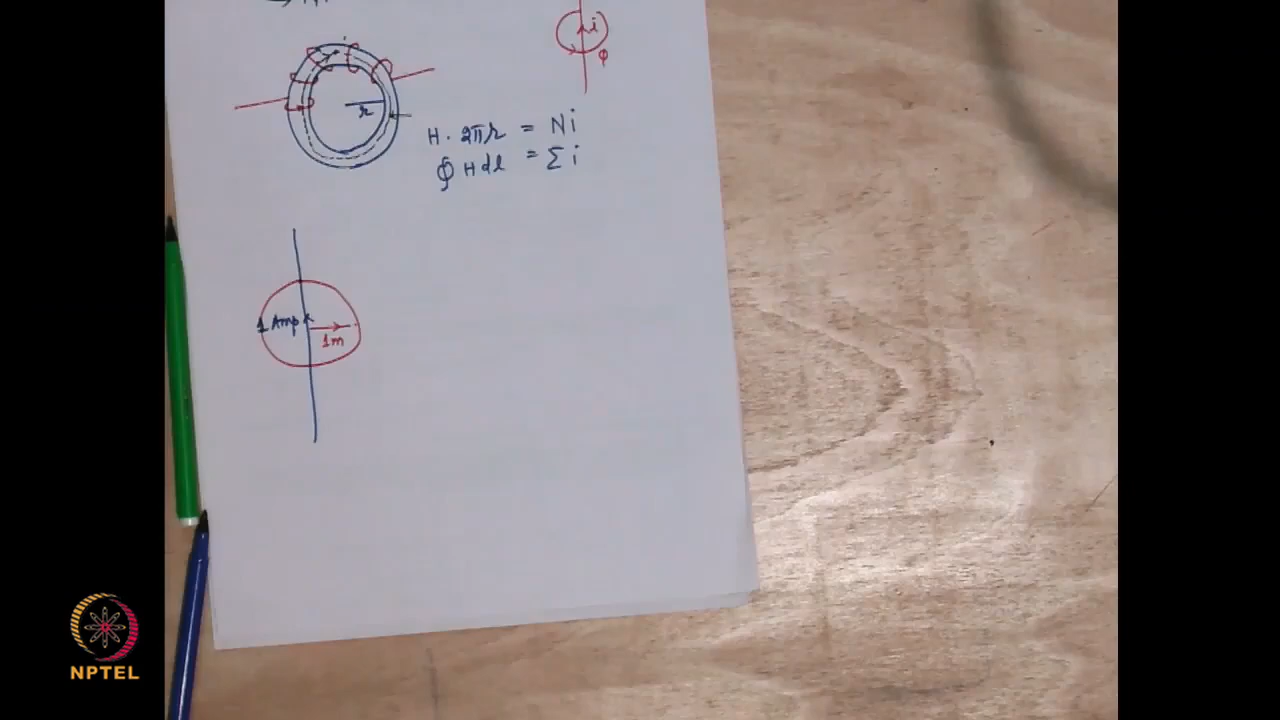 i
φ
r
H · 2πr = Ni
∮ H dl = Σ i
1 Amp
1m
NPTEL